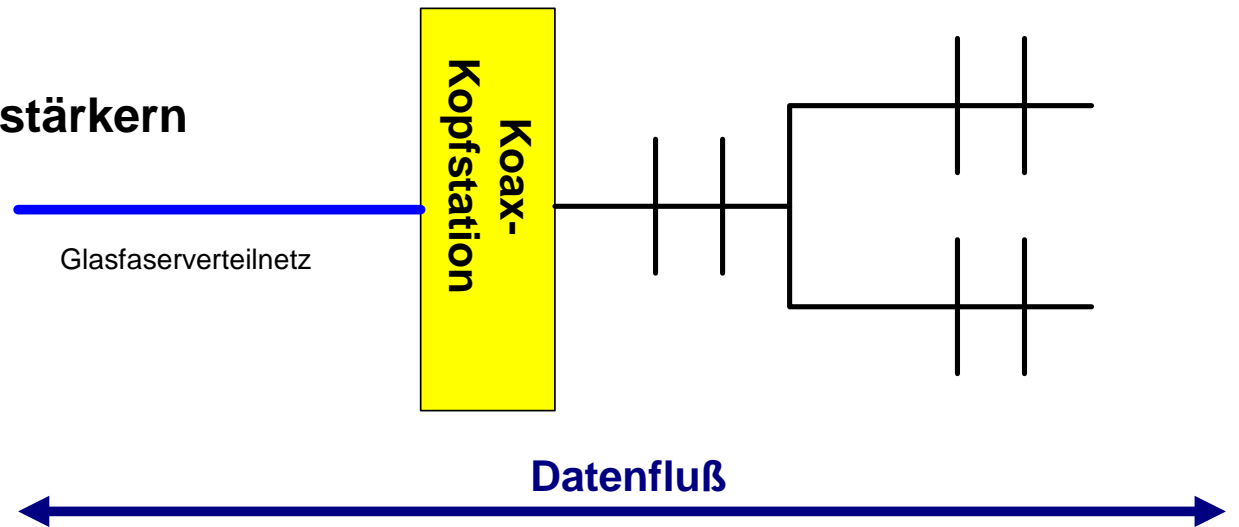 stärkern
Koax-
Kopfstation
Glasfaserverteilnetz
Datenfluß